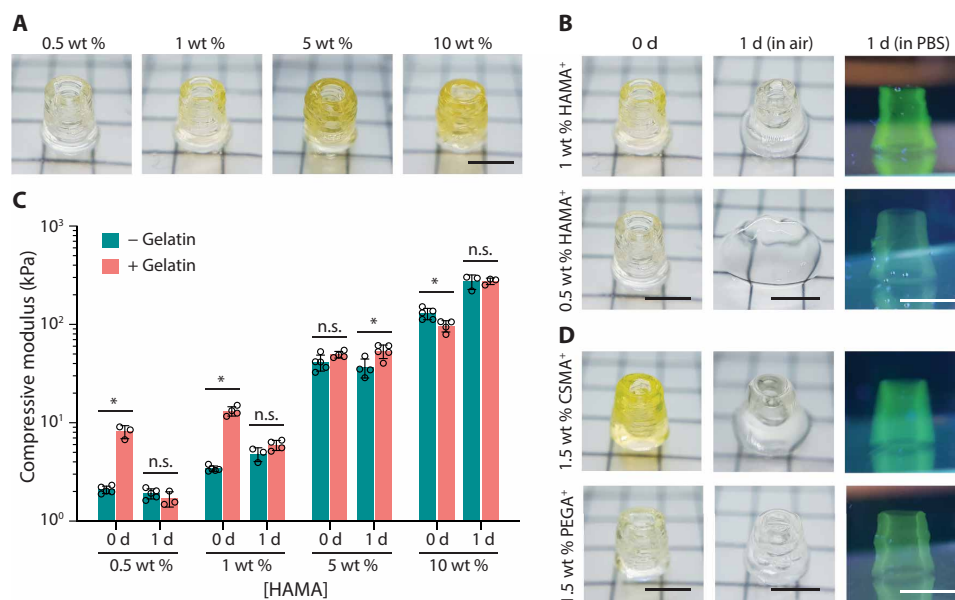 A
0.5 wt %
1 wt %
5 wt %
10 wt %
B
0 d
1 d (in air)
1 d (in PBS)
1 wt % HAMA⁺
0.5 wt % HAMA⁺
C
Compressive modulus (kPa)
10³
10²
10¹
10⁰
– Gelatin
+ Gelatin
*
n.s.
*
n.s.
n.s.
*
*
n.s.
0 d 1 d 0 d 1 d 0 d 1 d 0 d 1 d
0.5 wt % 1 wt % 5 wt % 10 wt %
[HAMA]
D
1.5 wt % CSMA⁺
1.5 wt % PEGA⁺